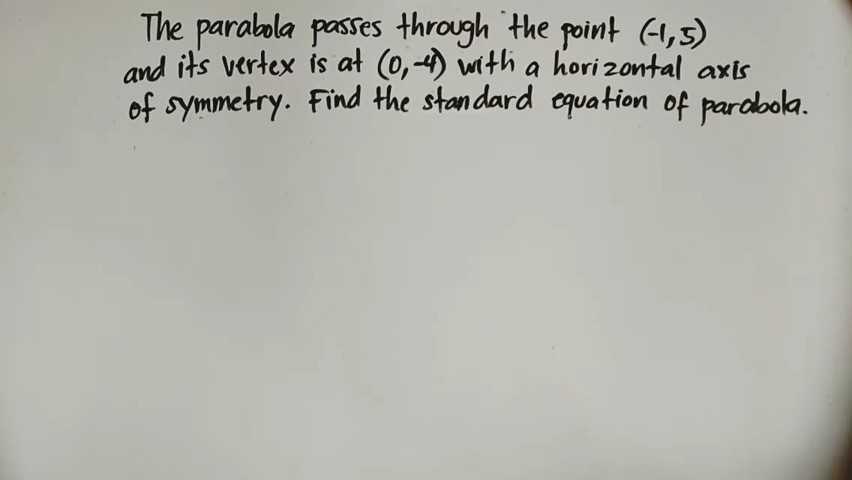 The parabola passes through the point (-1,5)
and its vertex is at (0,-4) with a horizontal axis
of symmetry. Find the standard equation of parabola.